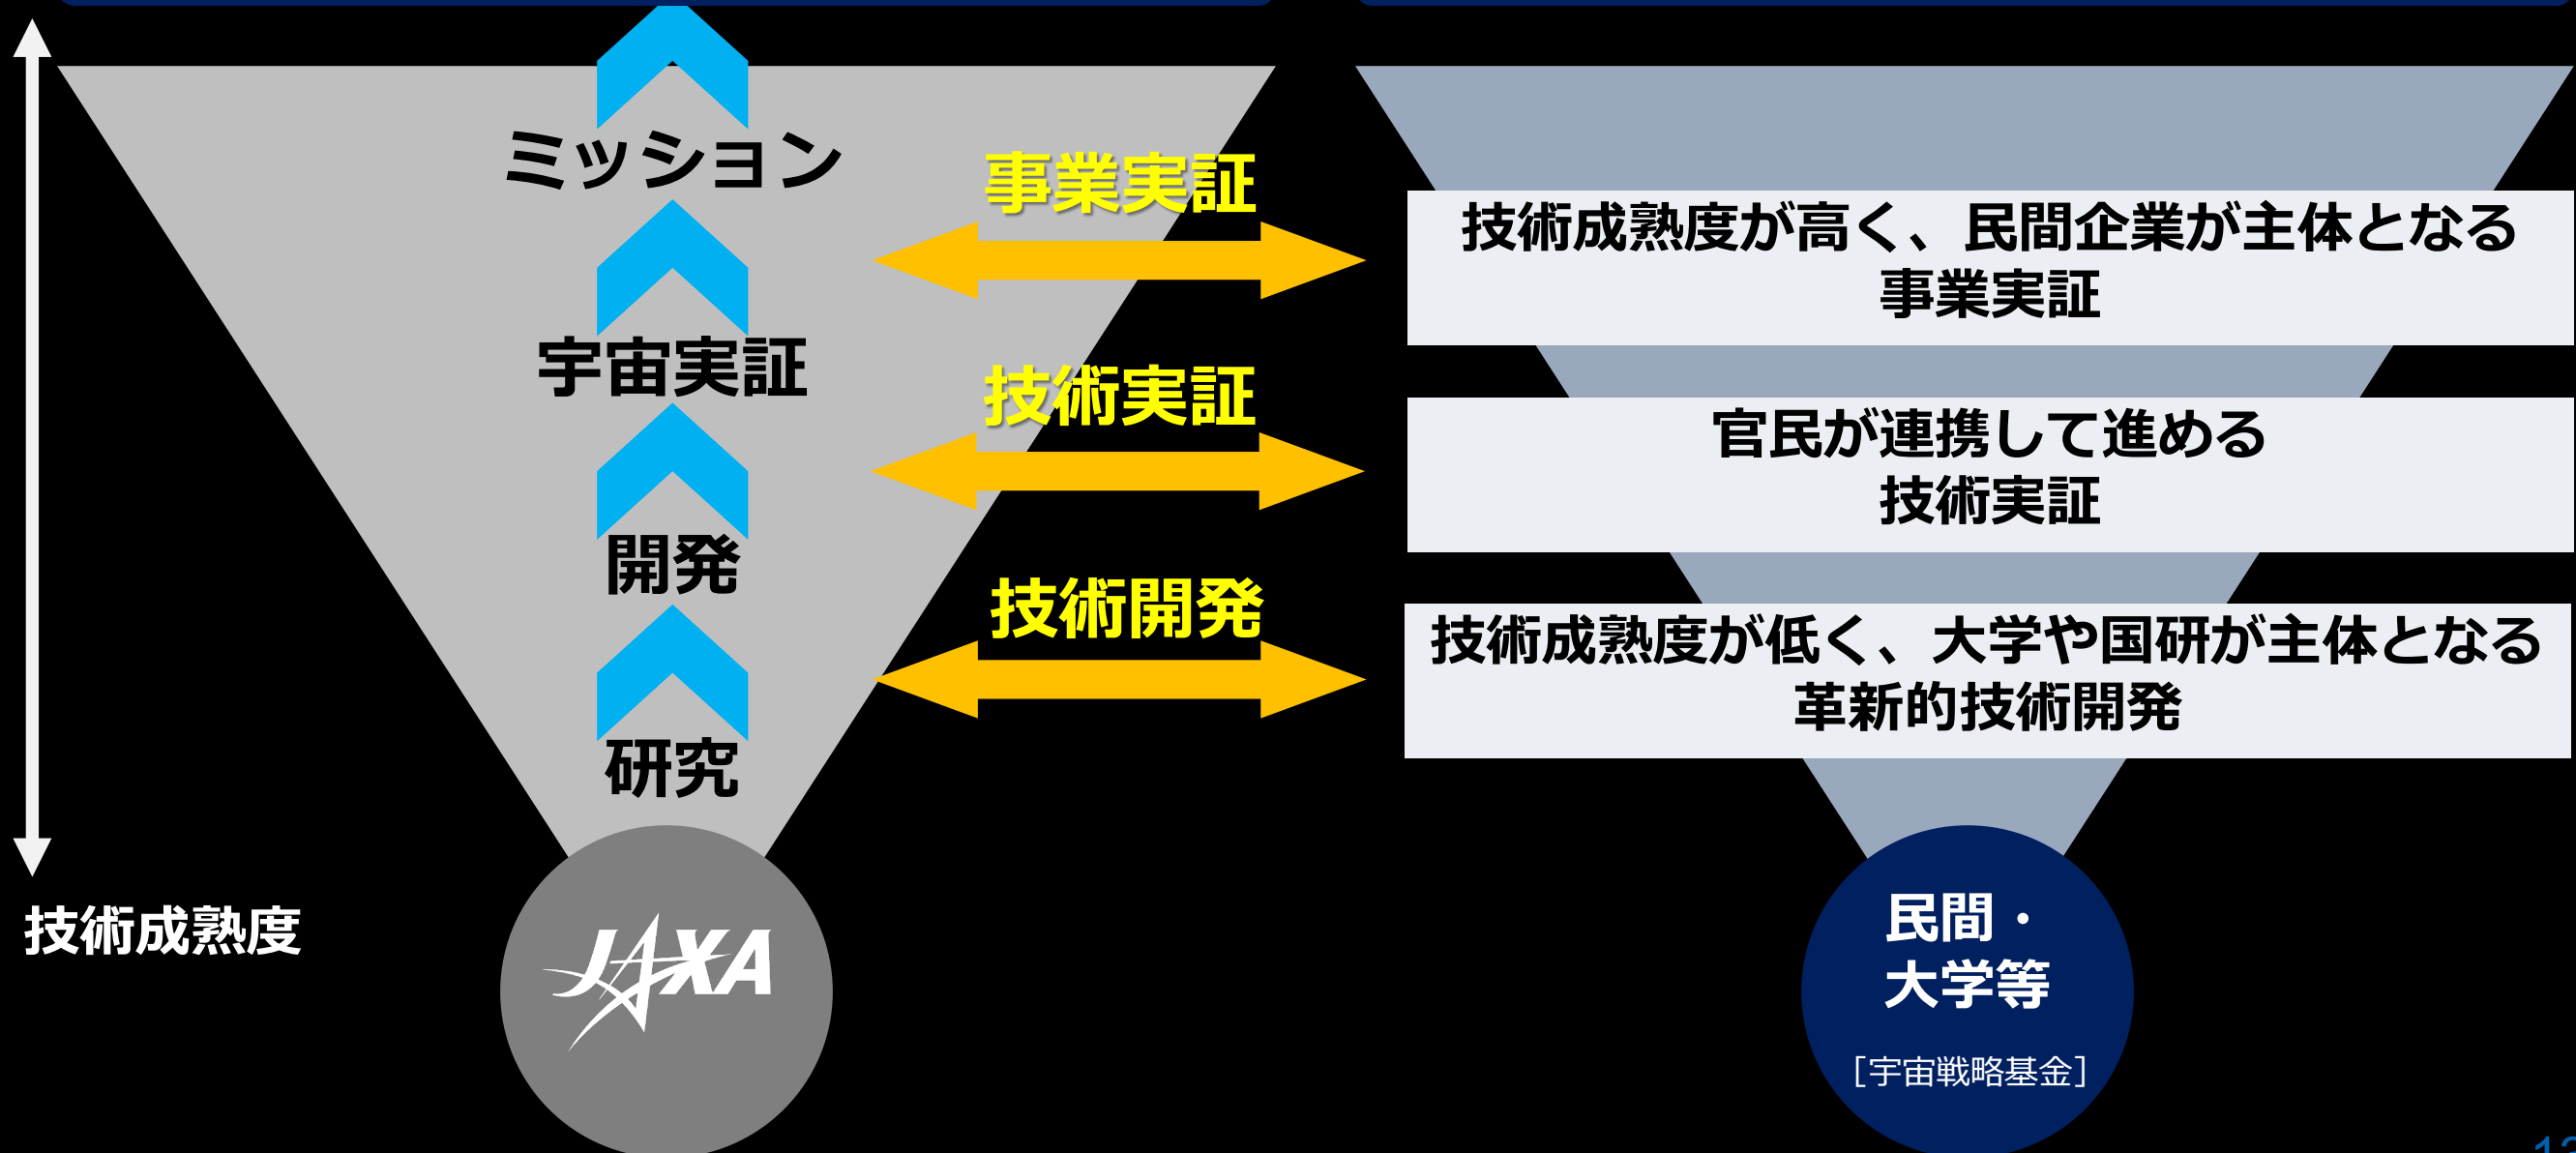 ミッション
宇宙実証
開発
研究
JAXA
技術成熟度
事業実証
技術実証
技術開発
技術成熟度が高く、民間企業が主体となる
事業実証
官民が連携して進める
技術実証
技術成熟度が低く、大学や国研が主体となる
革新的技術開発
民間・
大学等
［宇宙戦略基金］